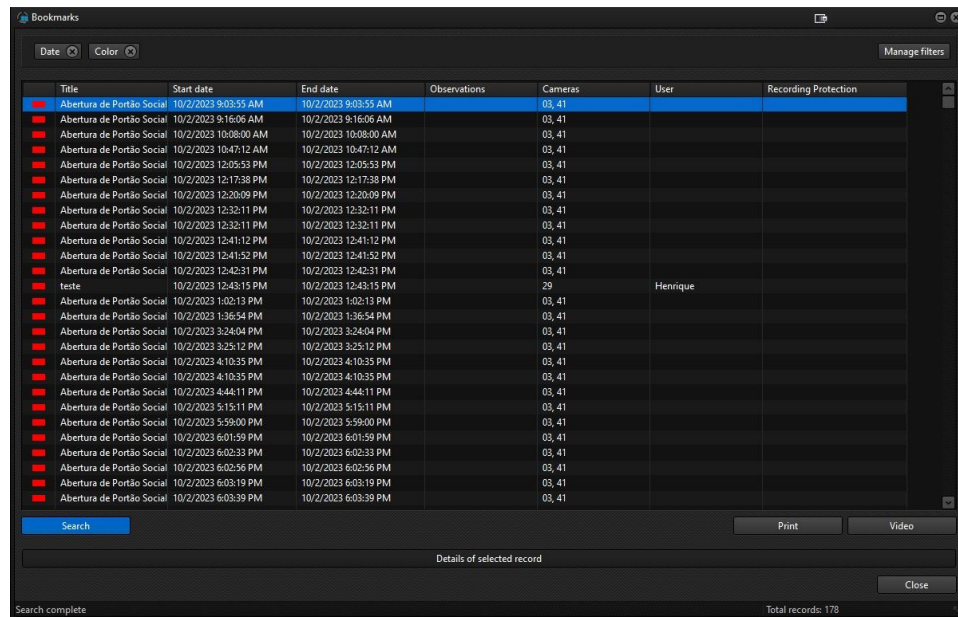 Bookmarks
Date Color Manage filters
Title Start date End date Observations Cameras User Recording Protection
Abertura de Portão Social 10/2/2023 9:03:55 AM 10/2/2023 9:03:55 AM 03, 41
Abertura de Portão Social 10/2/2023 9:16:06 AM 10/2/2023 9:16:06 AM 03, 41
Abertura de Portão Social 10/2/2023 10:08:00 AM 10/2/2023 10:08:00 AM 03, 41
Abertura de Portão Social 10/2/2023 10:47:12 AM 10/2/2023 10:47:12 AM 03, 41
Abertura de Portão Social 10/2/2023 12:05:53 PM 10/2/2023 12:05:53 PM 03, 41
Abertura de Portão Social 10/2/2023 12:17:38 PM 10/2/2023 12:17:38 PM 03, 41
Abertura de Portão Social 10/2/2023 12:20:09 PM 10/2/2023 12:20:09 PM 03, 41
Abertura de Portão Social 10/2/2023 12:32:11 PM 10/2/2023 12:32:11 PM 03, 41
Abertura de Portão Social 10/2/2023 12:32:11 PM 10/2/2023 12:32:11 PM 03, 41
Abertura de Portão Social 10/2/2023 12:41:12 PM 10/2/2023 12:41:12 PM 03, 41
Abertura de Portão Social 10/2/2023 12:41:52 PM 10/2/2023 12:41:52 PM 03, 41
Abertura de Portão Social 10/2/2023 12:42:31 PM 10/2/2023 12:42:31 PM 03, 41
teste 10/2/2023 12:43:15 PM 10/2/2023 12:43:15 PM 29 Henrique
Abertura de Portão Social 10/2/2023 1:02:13 PM 10/2/2023 1:02:13 PM 03, 41
Abertura de Portão Social 10/2/2023 1:36:54 PM 10/2/2023 1:36:54 PM 03, 41
Abertura de Portão Social 10/2/2023 3:24:04 PM 10/2/2023 3:24:04 PM 03, 41
Abertura de Portão Social 10/2/2023 3:25:12 PM 10/2/2023 3:25:12 PM 03, 41
Abertura de Portão Social 10/2/2023 4:10:35 PM 10/2/2023 4:10:35 PM 03, 41
Abertura de Portão Social 10/2/2023 4:10:35 PM 10/2/2023 4:10:35 PM 03, 41
Abertura de Portão Social 10/2/2023 4:44:11 PM 10/2/2023 4:44:11 PM 03, 41
Abertura de Portão Social 10/2/2023 5:15:11 PM 10/2/2023 5:15:11 PM 03, 41
Abertura de Portão Social 10/2/2023 5:59:00 PM 10/2/2023 5:59:00 PM 03, 41
Abertura de Portão Social 10/2/2023 6:01:59 PM 10/2/2023 6:01:59 PM 03, 41
Abertura de Portão Social 10/2/2023 6:02:33 PM 10/2/2023 6:02:33 PM 03, 41
Abertura de Portão Social 10/2/2023 6:02:56 PM 10/2/2023 6:02:56 PM 03, 41
Abertura de Portão Social 10/2/2023 6:03:19 PM 10/2/2023 6:03:19 PM 03, 41
Abertura de Portão Social 10/2/2023 6:03:39 PM 10/2/2023 6:03:39 PM 03, 41
Search Print Video
Details of selected record
Close
Search complete Total records: 178